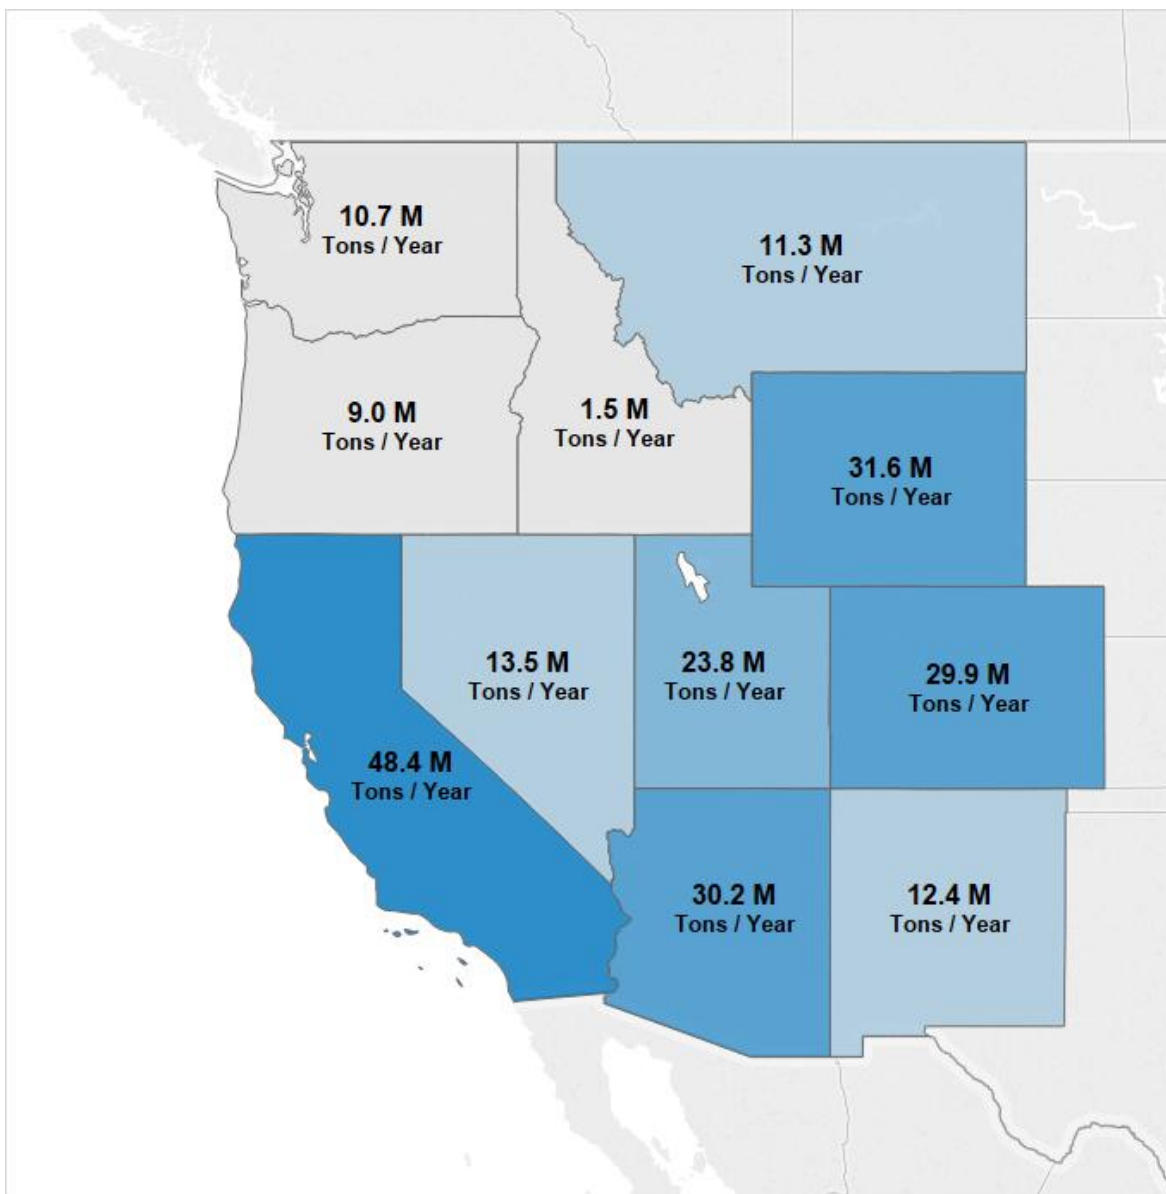 10.7 M
Tons / Year
11.3 M
Tons / Year
9.0 M
Tons / Year
1.5 M
Tons / Year
31.6 M
Tons / Year
13.5 M
Tons / Year
23.8 M
Tons / Year
29.9 M
Tons / Year
48.4 M
Tons / Year
30.2 M
Tons / Year
12.4 M
Tons / Year